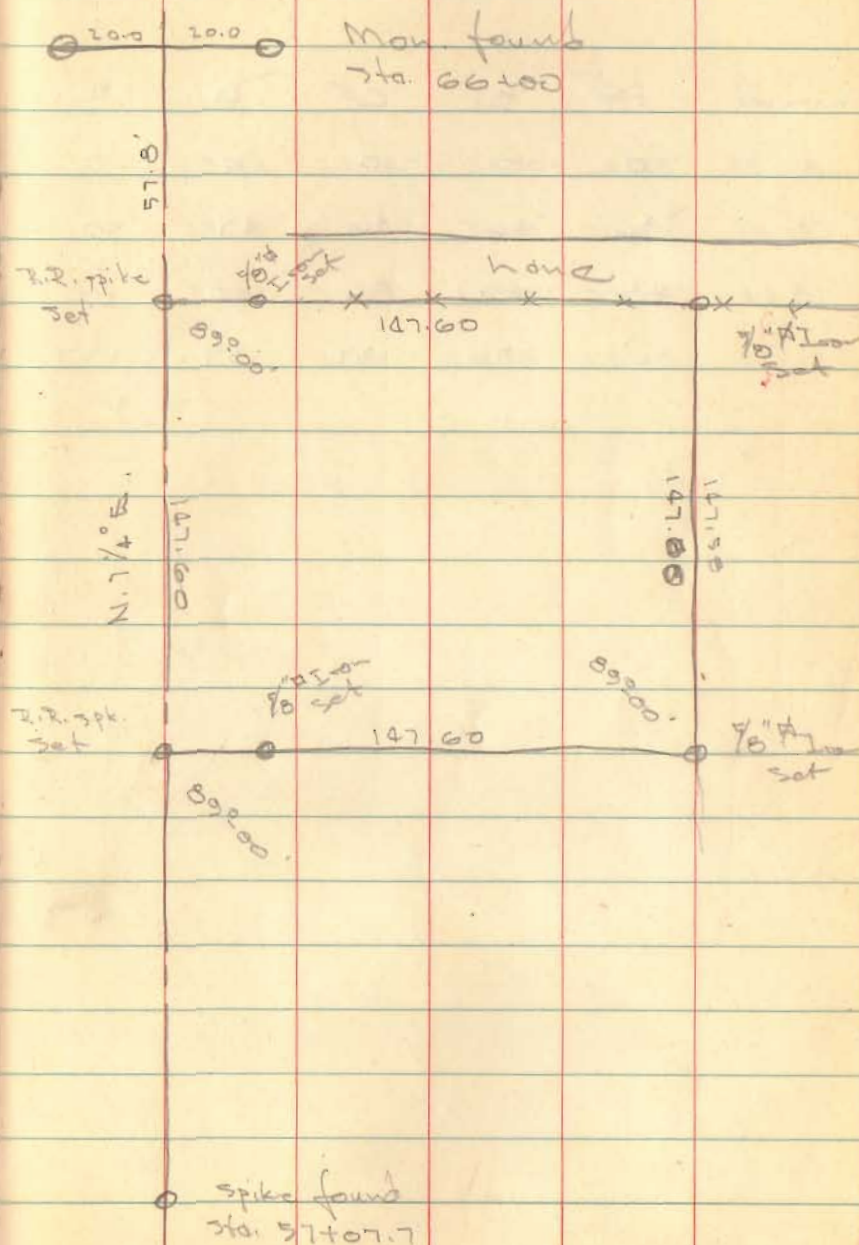 20.0 20.0
Mon. found
Sta. 66+00
57.8'
R.R. spike
set
5/8"ø Iron
set
lane
147.60
89°00'
5/8"ø Iron
set
N. 7 1/4° E.
147.60
147.50
R.R. spk.
set
5/8"ø Iron
set
89°00'
147.60
5/8"ø Iron
set
89°00'
spike found
Sta. 57+07.7